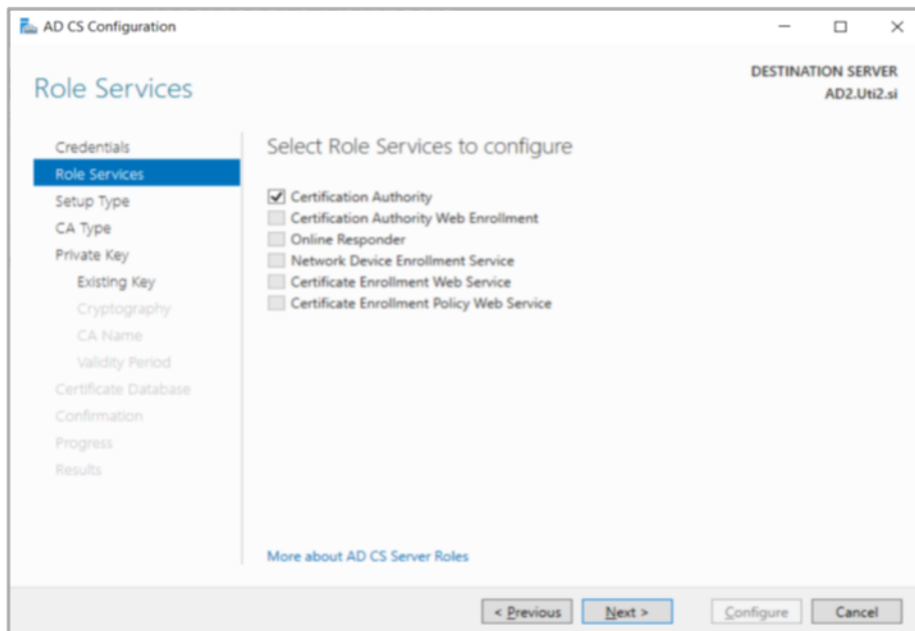 AD CS Configuration
DESTINATION SERVER
AD2.Uti2.si
Role Services
Credentials
Role Services
Setup Type
CA Type
Private Key
Existing Key
Cryptography
CA Name
Validity Period
Certificate Database
Confirmation
Progress
Results
Select Role Services to configure
Certification Authority
Certification Authority Web Enrollment
Online Responder
Network Device Enrollment Service
Certificate Enrollment Web Service
Certificate Enrollment Policy Web Service
More about AD CS Server Roles
< Previous
Next >
Configure
Cancel